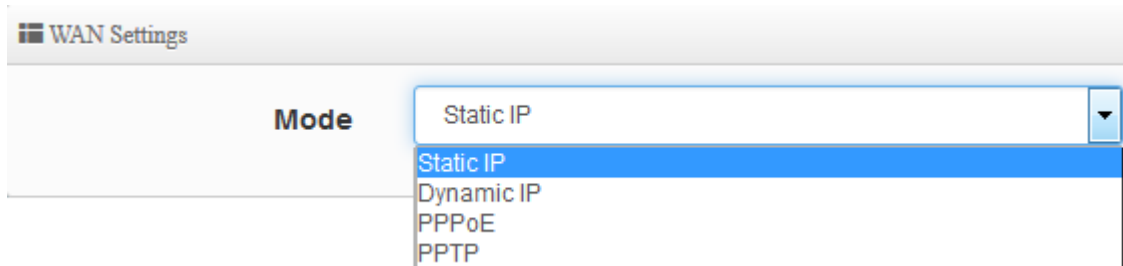 WAN Settings
Mode
Static IP
Static IP
Dynamic IP
PPPoE
PPTP